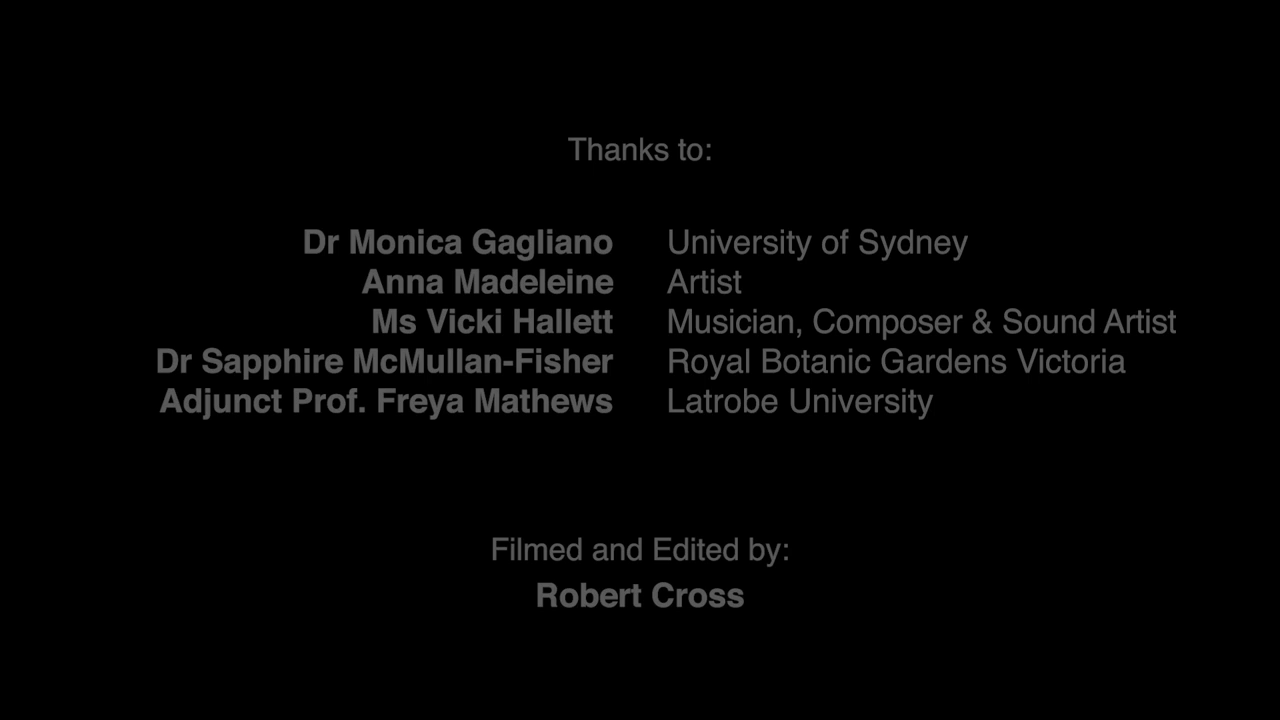 Thanks to:
Dr Monica Gagliano University of Sydney
Anna Madeleine Artist
Ms Vicki Hallett Musician, Composer & Sound Artist
Dr Sapphire McMullan-Fisher Royal Botanic Gardens Victoria
Adjunct Prof. Freya Mathews Latrobe University
Filmed and Edited by:
Robert Cross